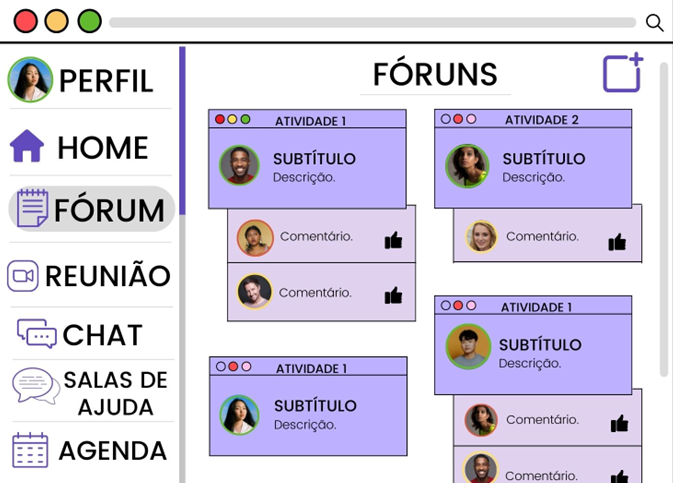 PERFIL
HOME
FÓRUM
REUNIÃO
CHAT
SALAS DE
AJUDA
AGENDA
FÓRUNS
ATIVIDADE 1
SUBTÍTULO
Descrição.
Comentário.
Comentário.
ATIVIDADE 1
SUBTÍTULO
Descrição.
ATIVIDADE 2
SUBTÍTULO
Descrição.
Comentário.
ATIVIDADE 1
SUBTÍTULO
Descrição.
Comentário.
Comentário.